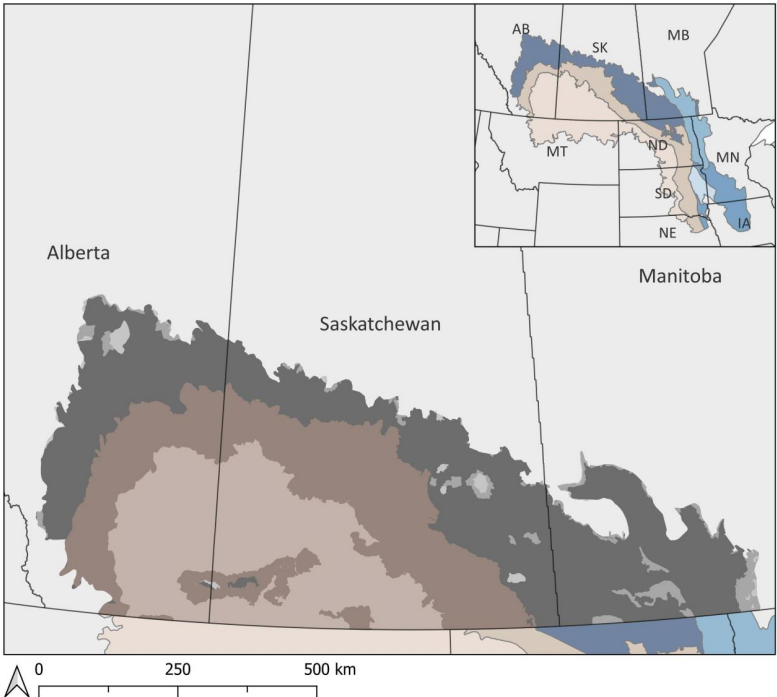 AB
SK
MB
MT
ND
MN
SD
NE
IA
Alberta
Manitoba
Saskatchewan
0
250
500 km